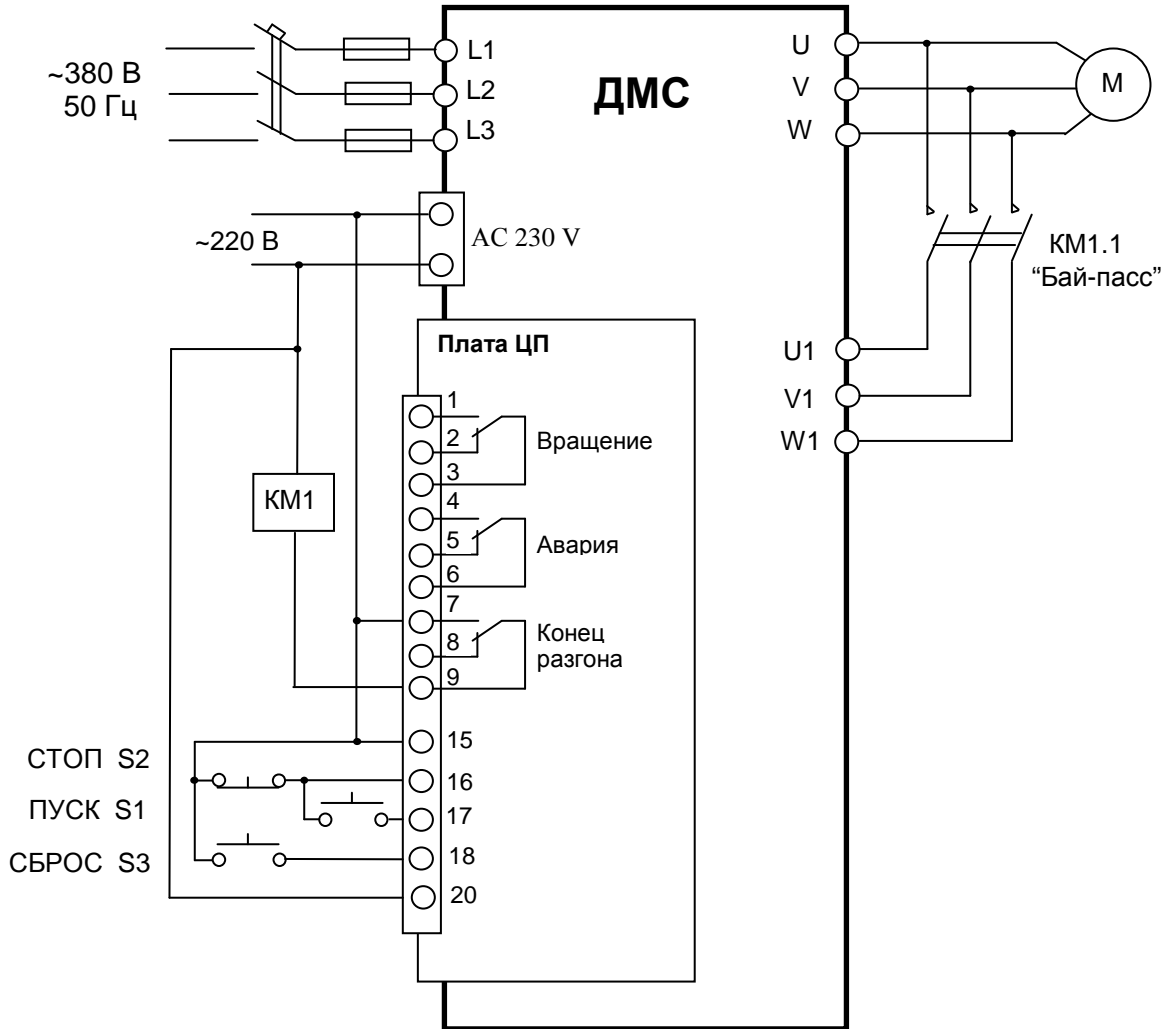 ~380 В
50 Гц
L1
L2
L3
ДМС
U
V
W
М
~220 В
AC 230 V
КМ1.1
“Бай-пасс”
Плата ЦП
U1
V1
W1
1
2
3
Вращение
4
5
6
Авария
7
8
9
Конец
разгона
КМ1
15
СТОП S2
16
ПУСК S1
17
СБРОС S3
18
20